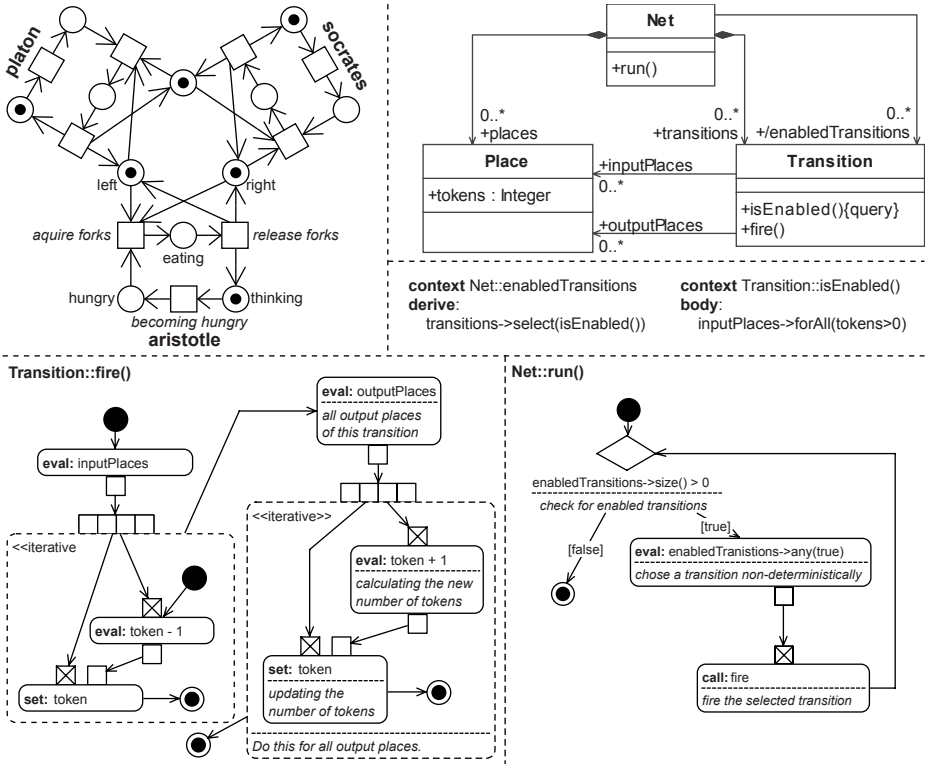 platon
socrates
left
right
aquire forks
eating
release forks
hungry
thinking
becoming hungry
aristotle
Net
+run()
0..*
+places
0..*
+transitions
0..*
+/enabledTransitions
Place
+tokens : Integer
+inputPlaces
0..*
+outputPlaces
0..*
Transition
+isEnabled(){query}
+fire()
context Net::enabledTransitions
derive:
transitions->select(isEnabled())
context Transition::isEnabled()
body:
inputPlaces->forAll(tokens>0)
Transition::fire()
eval: inputPlaces
<<iterative
eval: token - 1
set: token
eval: outputPlaces
all output places
of this transition
<<iterative>>
eval: token + 1
calculating the new
number of tokens
set: token
updating the
number of tokens
Do this for all output places.
Net::run()
enabledTransitions->size() > 0
check for enabled transitions
[true]
[false]
eval: enabledTranistions->any(true)
chose a transition non-deterministically
call: fire
fire the selected transition